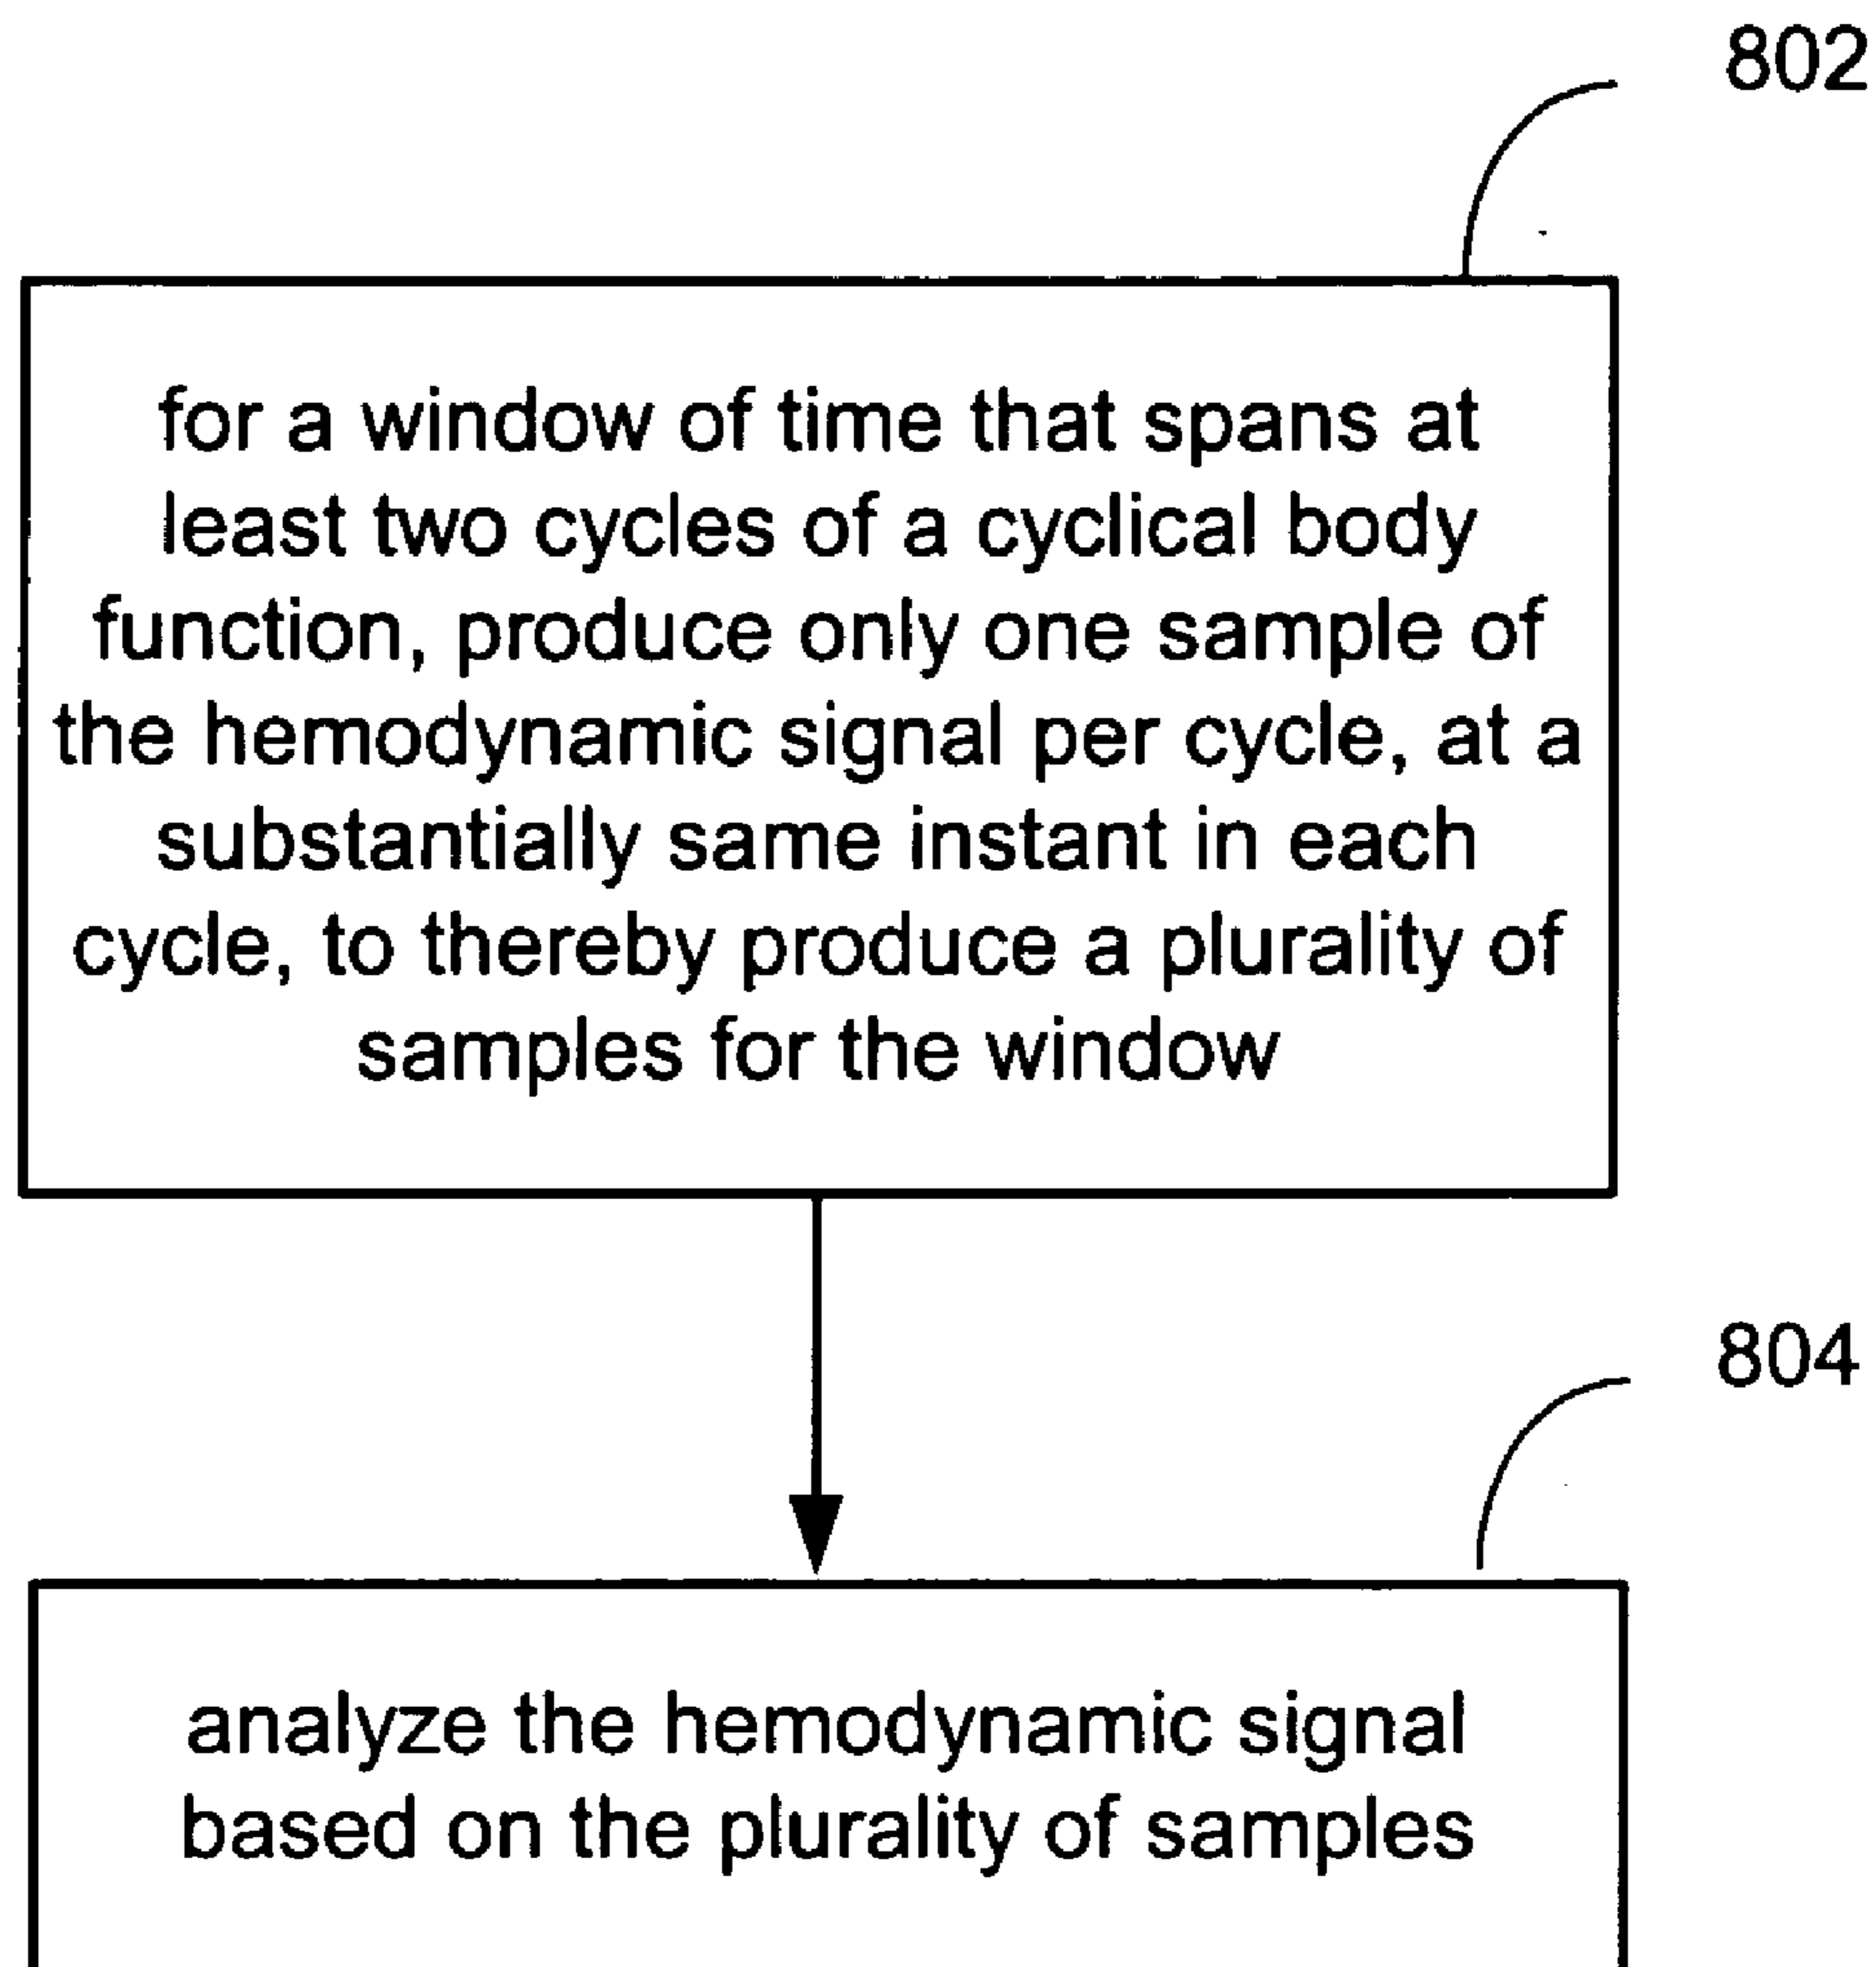 802
for a window of time that spans at
least two cycles of a cyclical body
function, produce only one sample of
the hemodynamic signal per cycle, at a
substantially same instant in each
cycle, to thereby produce a plurality of
samples for the window
804
analyze the hemodynamic signal
based on the plurality of samples